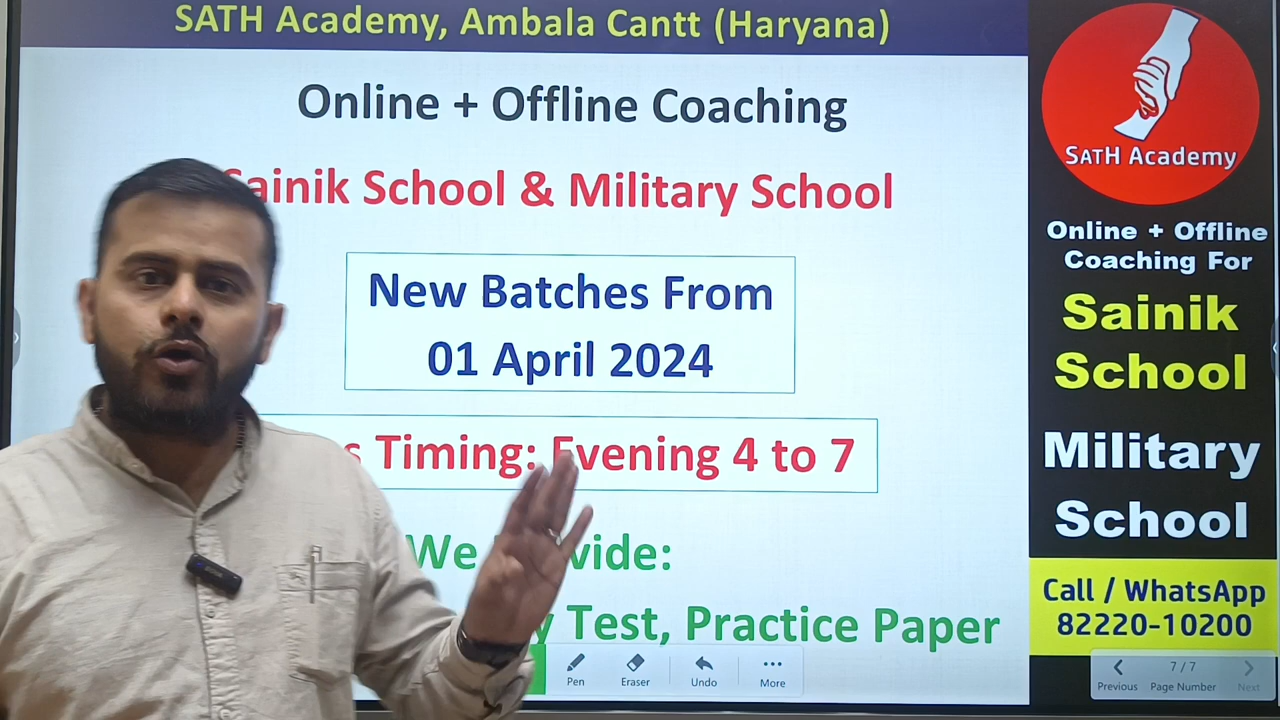 SATH Academy, Ambala Cantt (Haryana)
Online + Offline Coaching
Sainik School & Military School
New Batches From
01 April 2024
Timing: Evening 4 to 7
We
Test, Practice Paper
Pen
Eraser
Undo
More
SATH Academy
Online + Offline
Coaching For
Sainik
School
Military
School
Call / WhatsApp
82220-10200
7 / 7
Previous
Page Number
Next